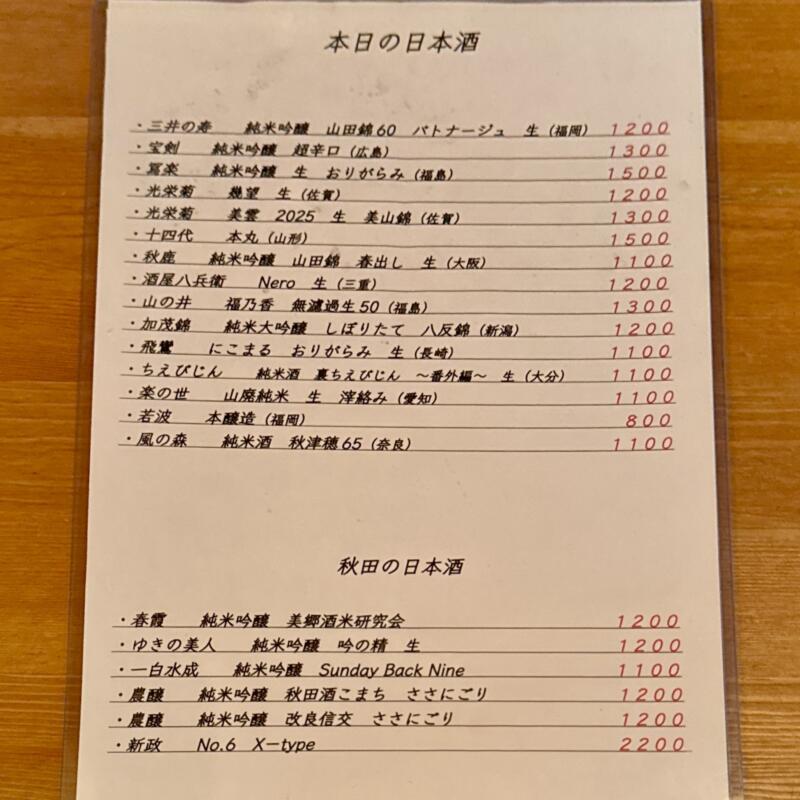 本日の日本酒
・三井の寿　純米吟醸　山田錦60　バトナージュ　生（福岡）　1200
・宝剣　純米吟醸　超辛口（広島）　1300
・冩楽　純米吟醸　生　おりがらみ（福島）　1500
・光栄菊　幾望　生（佐賀）　1200
・光栄菊　美雲　2025　生　美山錦（佐賀）　1300
・十四代　本丸（山形）　1500
・秋鹿　純米吟醸　山田錦　春出し　生（大阪）　1100
・酒屋八兵衛　Nero　生（三重）　1200
・山の井　福乃香　無濾過生50（福島）　1300
・加茂錦　純米大吟醸　しぼりたて　八反錦（新潟）　1200
・飛鸞　にこまる　おりがらみ　生（長崎）　1100
・ちえびじん　純米酒　裏ちえびじん　～番外編～　生（大分）　1100
・楽の世　山廃純米　生　滓絡み（愛知）　1100
・若波　本醸造（福岡）　800
・風の森　純米酒　秋津穂65（奈良）　1100
秋田の日本酒
・春霞　純米吟醸　美郷酒米研究会　1200
・ゆきの美人　純米吟醸　吟の精　生　1200
・一白水成　純米吟醸　Sunday Back Nine　1100
・農醸　純米吟醸　秋田酒こまち　ささにごり　1200
・農醸　純米吟醸　改良信交　ささにごり　1200
・新政　No.6　X－type　2200